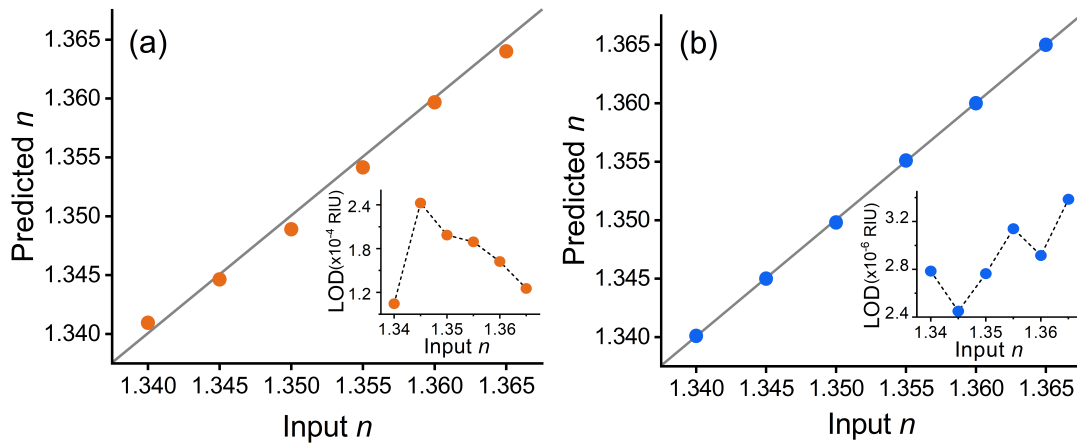 (a)
Predicted n
1.365
1.360
1.355
1.350
1.345
1.340
1.340 1.345 1.350 1.355 1.360 1.365
Input n
LOD(x10-4 RIU)
2.4
1.8
1.2
1.34 1.35 1.36
Input n
(b)
Predicted n
1.365
1.360
1.355
1.350
1.345
1.340
1.340 1.345 1.350 1.355 1.360 1.365
Input n
LOD(x10-6 RIU)
3.2
2.8
2.4
1.34 1.35 1.36
Input n